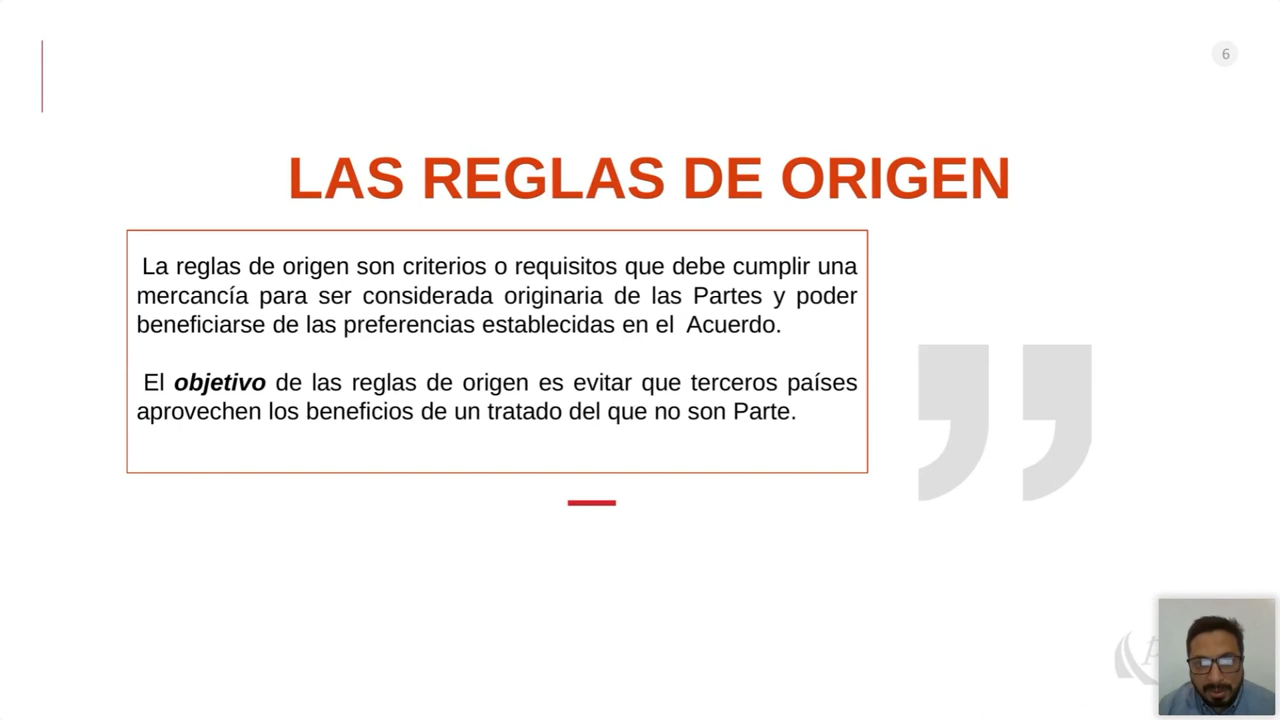 6
LAS REGLAS DE ORIGEN
La reglas de origen son criterios o requisitos que debe cumplir una
mercancía para ser considerada originaria de las Partes y poder
beneficiarse de las preferencias establecidas en el Acuerdo.
El objetivo de las reglas de origen es evitar que terceros países
aprovechen los beneficios de un tratado del que no son Parte.